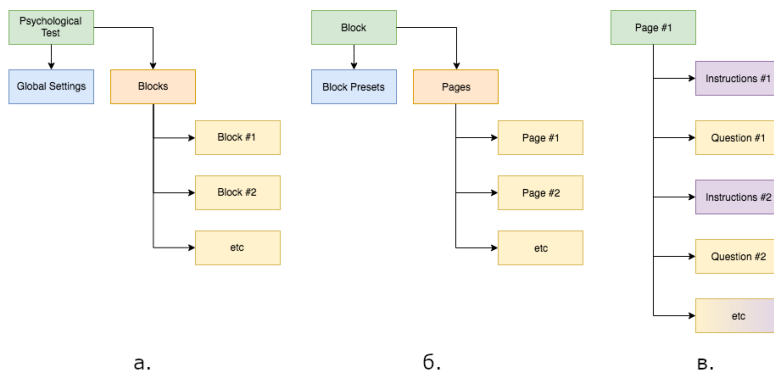 Psychological
Test
Global Settings
Blocks
Block #1
Block #2
etc
а.
Block
Block Presets
Pages
Page #1
Page #2
etc
б.
Page #1
Instructions #1
Question #1
Instructions #2
Question #2
etc
в.